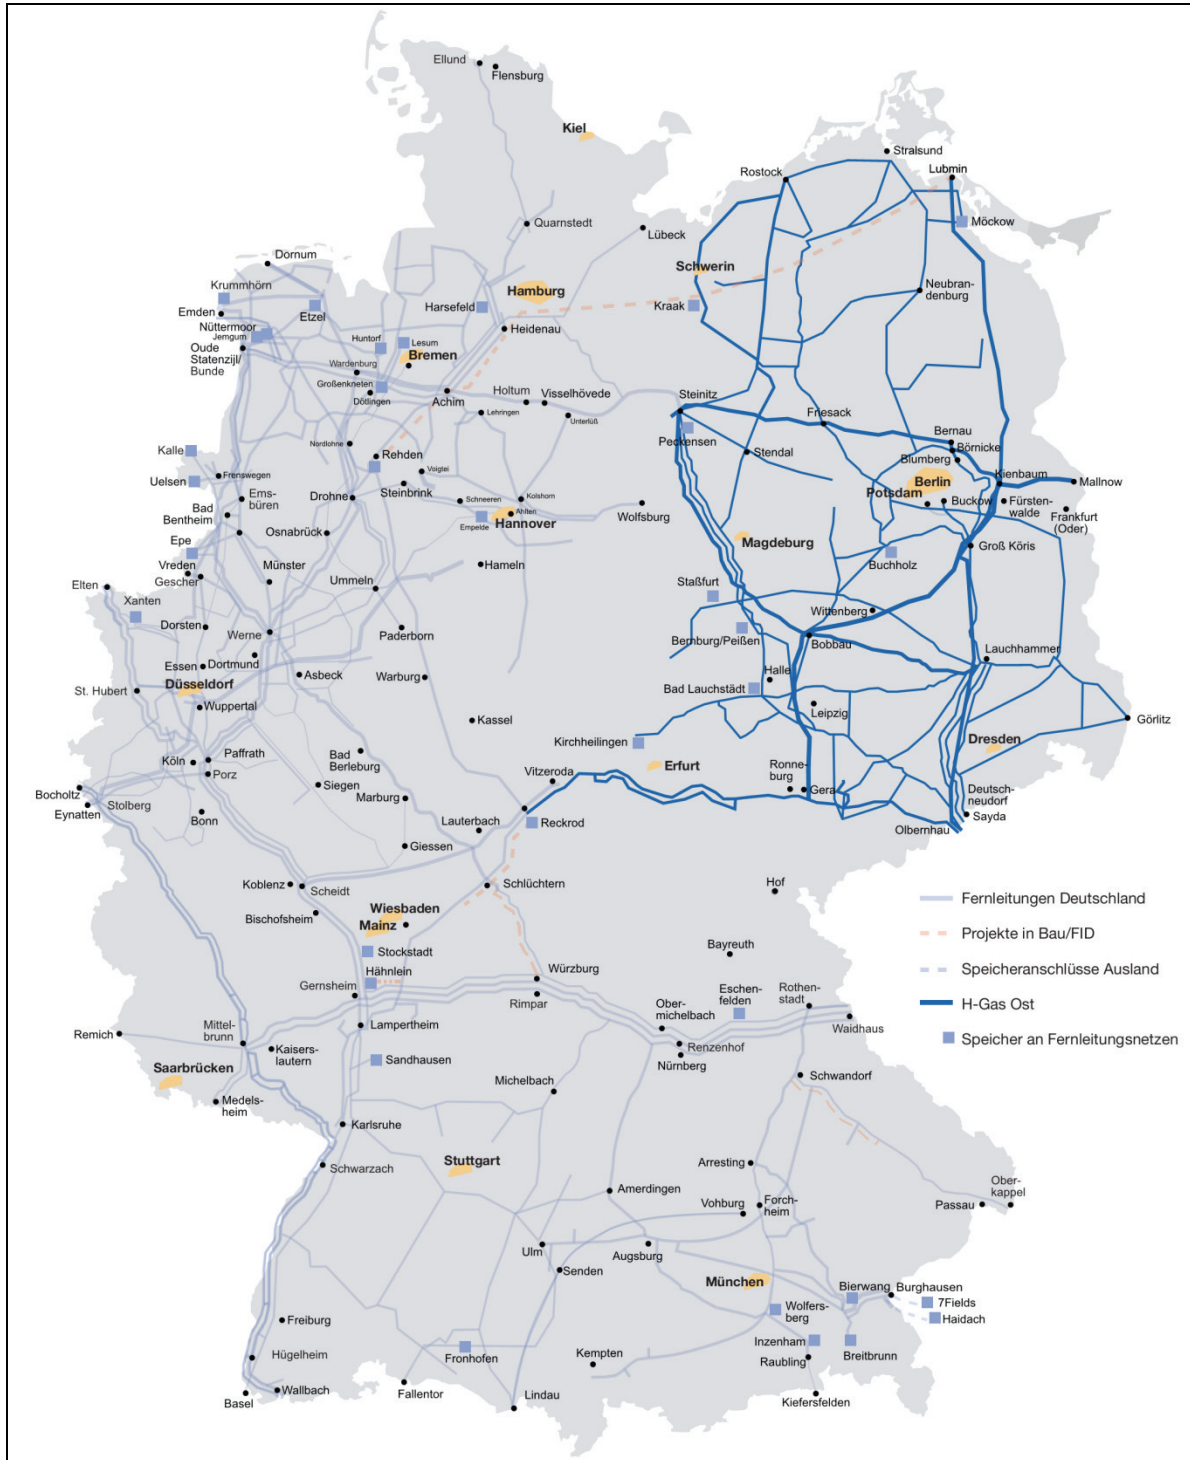 Ellund
Flensburg
Kiel
Stralsund
Rostock
Lubmin
Möckow
Quarnstedt
Lübeck
Dornum
Schwerin
Krummhörn
Hamburg
Neubran-
denburg
Emden
Etzel
Harsefeld
Kraak
Nüttermoor
Jemgum
Heidenau
Huntorf
Lesum
Oude
Statenzijl/
Bunde
Bremen
Wardenburg
Großenkneten
Dötlingen
Achim
Holtum
Visselhövede
Steinitz
Lehringen
Unterlüß
Friesack
Peckensen
Bernau
Nordlohne
Börnicke
Kalle
Rehden
Stendal
Blumberg
Voigtei
Frenswegen
Berlin
Kienbaum
Mallnow
Uelsen
Steinbrink
Potsdam
Ems-
büren
Drohne
Schneeren
Kolshorn
Buckow
Fürsten-
walde
Wolfsburg
Bad
Bentheim
Ahlten
Frankfurt
(Oder)
Empelde
Hannover
Osnabrück
Magdeburg
Epe
Groß Köris
Vreden
Münster
Hameln
Buchholz
Gescher
Elten
Ummeln
Staßfurt
Xanten
Wittenberg
Dorsten
Werne
Paderborn
Bernburg/Peißen
Bobbau
Lauchhammer
Essen
Dortmund
Halle
Düsseldorf
Asbeck
Warburg
St. Hubert
Bad Lauchstädt
Wuppertal
Leipzig
Kassel
Görlitz
Kirchheilingen
Dresden
Köln
Paffrath
Bad
Berleburg
Erfurt
Ronne-
burg
Porz
Vitzeroda
Bocholtz
Siegen
Gera
Deutsch-
neudorf
Stolberg
Marburg
Eynatten
Sayda
Bonn
Lauterbach
Reckrod
Olbernhau
Giessen
Koblenz
Scheidt
Schlüchtern
Hof
Fernleitungen Deutschland
Wiesbaden
Bischofsheim
Mainz
Projekte in Bau/FID
Stockstadt
Bayreuth
Speicheranschlüsse Ausland
Hähnlein
Würzburg
Gernsheim
Eschen-
felden
Rothen-
stadt
H-Gas Ost
Rimpar
Ober-
michelbach
Lampertheim
Waidhaus
Remich
Mittel-
brunn
Speicher an Fernleitungsnetzen
Kaisers-
lautern
Renzenhof
Sandhausen
Nürnberg
Saarbrücken
Michelbach
Schwandorf
Medels-
heim
Karlsruhe
Stuttgart
Arresting
Schwarzach
Ober-
kappel
Amerdingen
Vohburg
Forch-
heim
Passau
Ulm
Augsburg
Senden
München
Bierwang
Burghausen
7Fields
Wolfers-
berg
Haidach
Freiburg
Inzenham
Hügelheim
Fronhofen
Kempten
Raubling
Breitbrunn
Wallbach
Basel
Fallentor
Lindau
Kiefersfelden